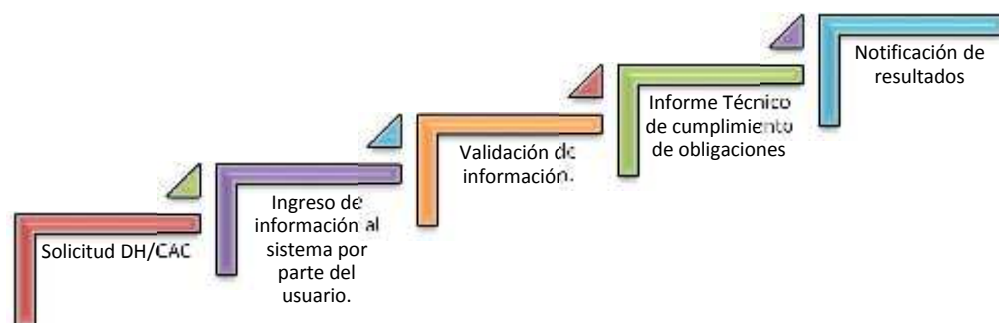 Solicitud DH/CAC
Ingreso de
información al
sistema por
parte del
usuario.
Validación de
información.
Informe Técnico
de cumplimiento
de obligaciones
Notificación de
resultados